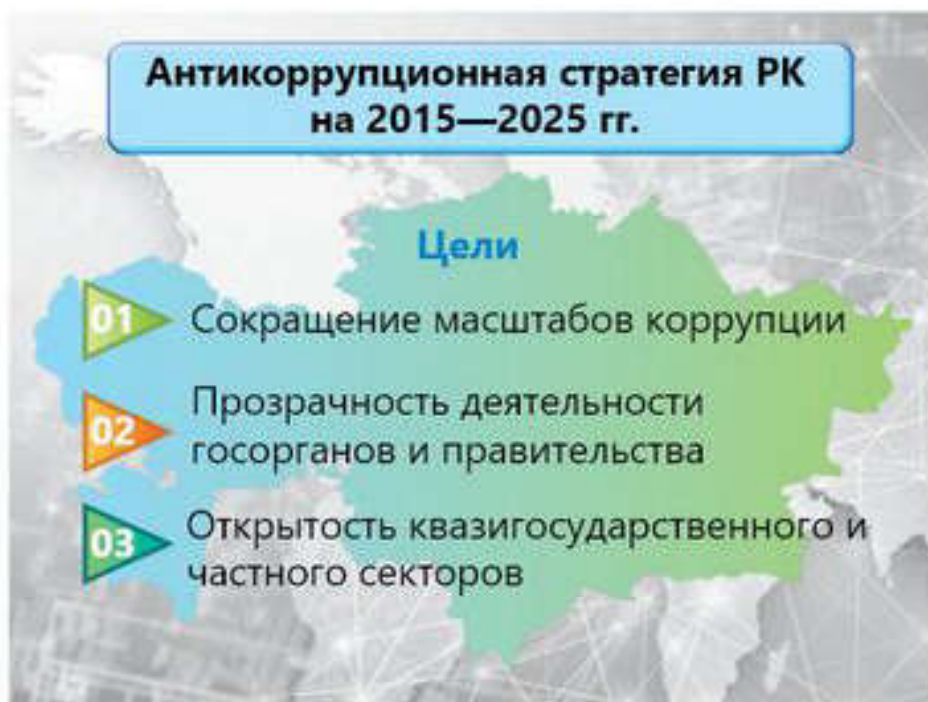 Антикоррупционная стратегия РК
на 2015—2025 гг.
Цели
01 Сокращение масштабов коррупции
02 Прозрачность деятельности
госорганов и правительства
03 Открытость квазигосударственного и
частного секторов